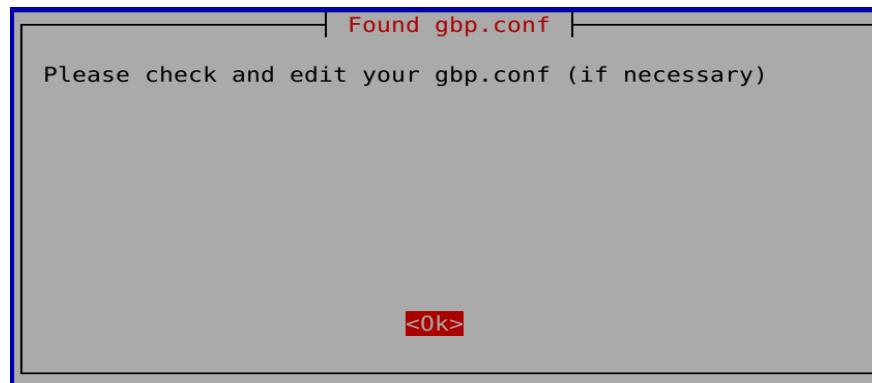 Found gbp.conf
Please check and edit your gbp.conf (if necessary)
<Ok>